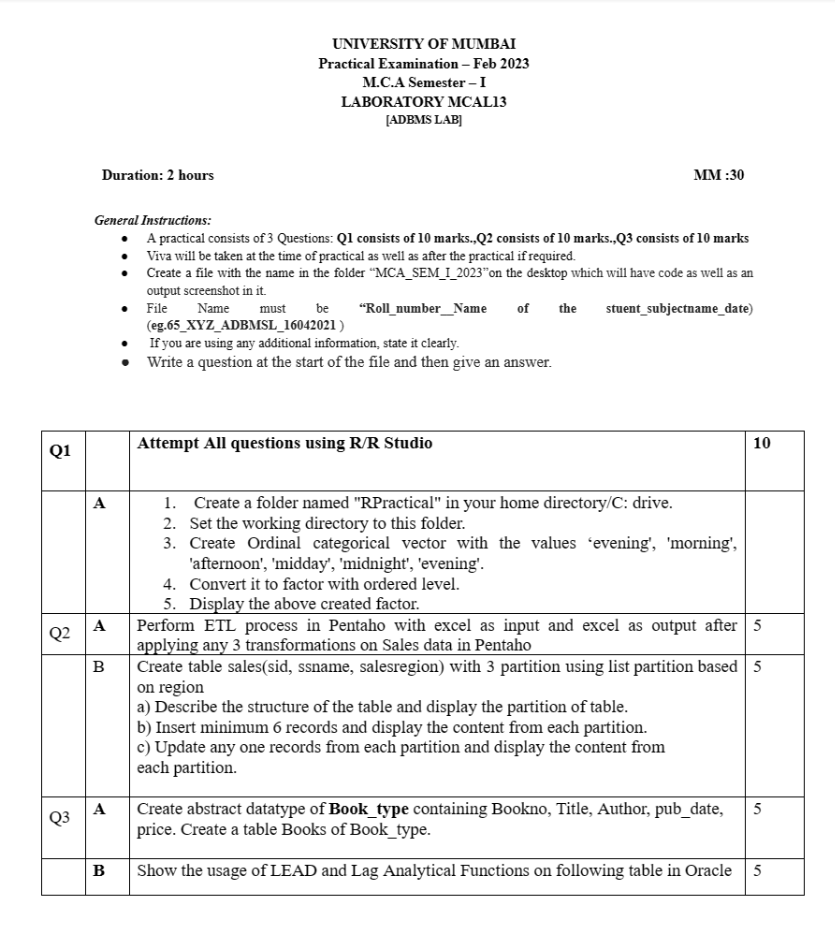 UNIVERSITY OF MUMBAI
Practical Examination – Feb 2023
M.C.A Semester – I
LABORATORY MCAL13
[ADBMS LAB]
Duration: 2 hours MM :30
General Instructions:
• A practical consists of 3 Questions: Q1 consists of 10 marks.,Q2 consists of 10 marks.,Q3 consists of 10 marks
• Viva will be taken at the time of practical as well as after the practical if required.
• Create a file with the name in the folder “MCA_SEM_I_2023”on the desktop which will have code as well as an
output screenshot in it.
• File Name must be “Roll_number__Name of the stuent_subjectname_date)
(eg.65_XYZ_ADBMSL_16042021 )
• If you are using any additional information, state it clearly.
• Write a question at the start of the file and then give an answer.
Q1 Attempt All questions using R/R Studio 10
A 1. Create a folder named "RPractical" in your home directory/C: drive.
2. Set the working directory to this folder.
3. Create Ordinal categorical vector with the values ‘evening', 'morning',
'afternoon', 'midday', 'midnight', 'evening'.
4. Convert it to factor with ordered level.
5. Display the above created factor.
Q2 A Perform ETL process in Pentaho with excel as input and excel as output after 5
applying any 3 transformations on Sales data in Pentaho
B Create table sales(sid, ssname, salesregion) with 3 partition using list partition based 5
on region
a) Describe the structure of the table and display the partition of table.
b) Insert minimum 6 records and display the content from each partition.
c) Update any one records from each partition and display the content from
each partition.
Q3 A Create abstract datatype of Book_type containing Bookno, Title, Author, pub_date, 5
price. Create a table Books of Book_type.
B Show the usage of LEAD and Lag Analytical Functions on following table in Oracle 5